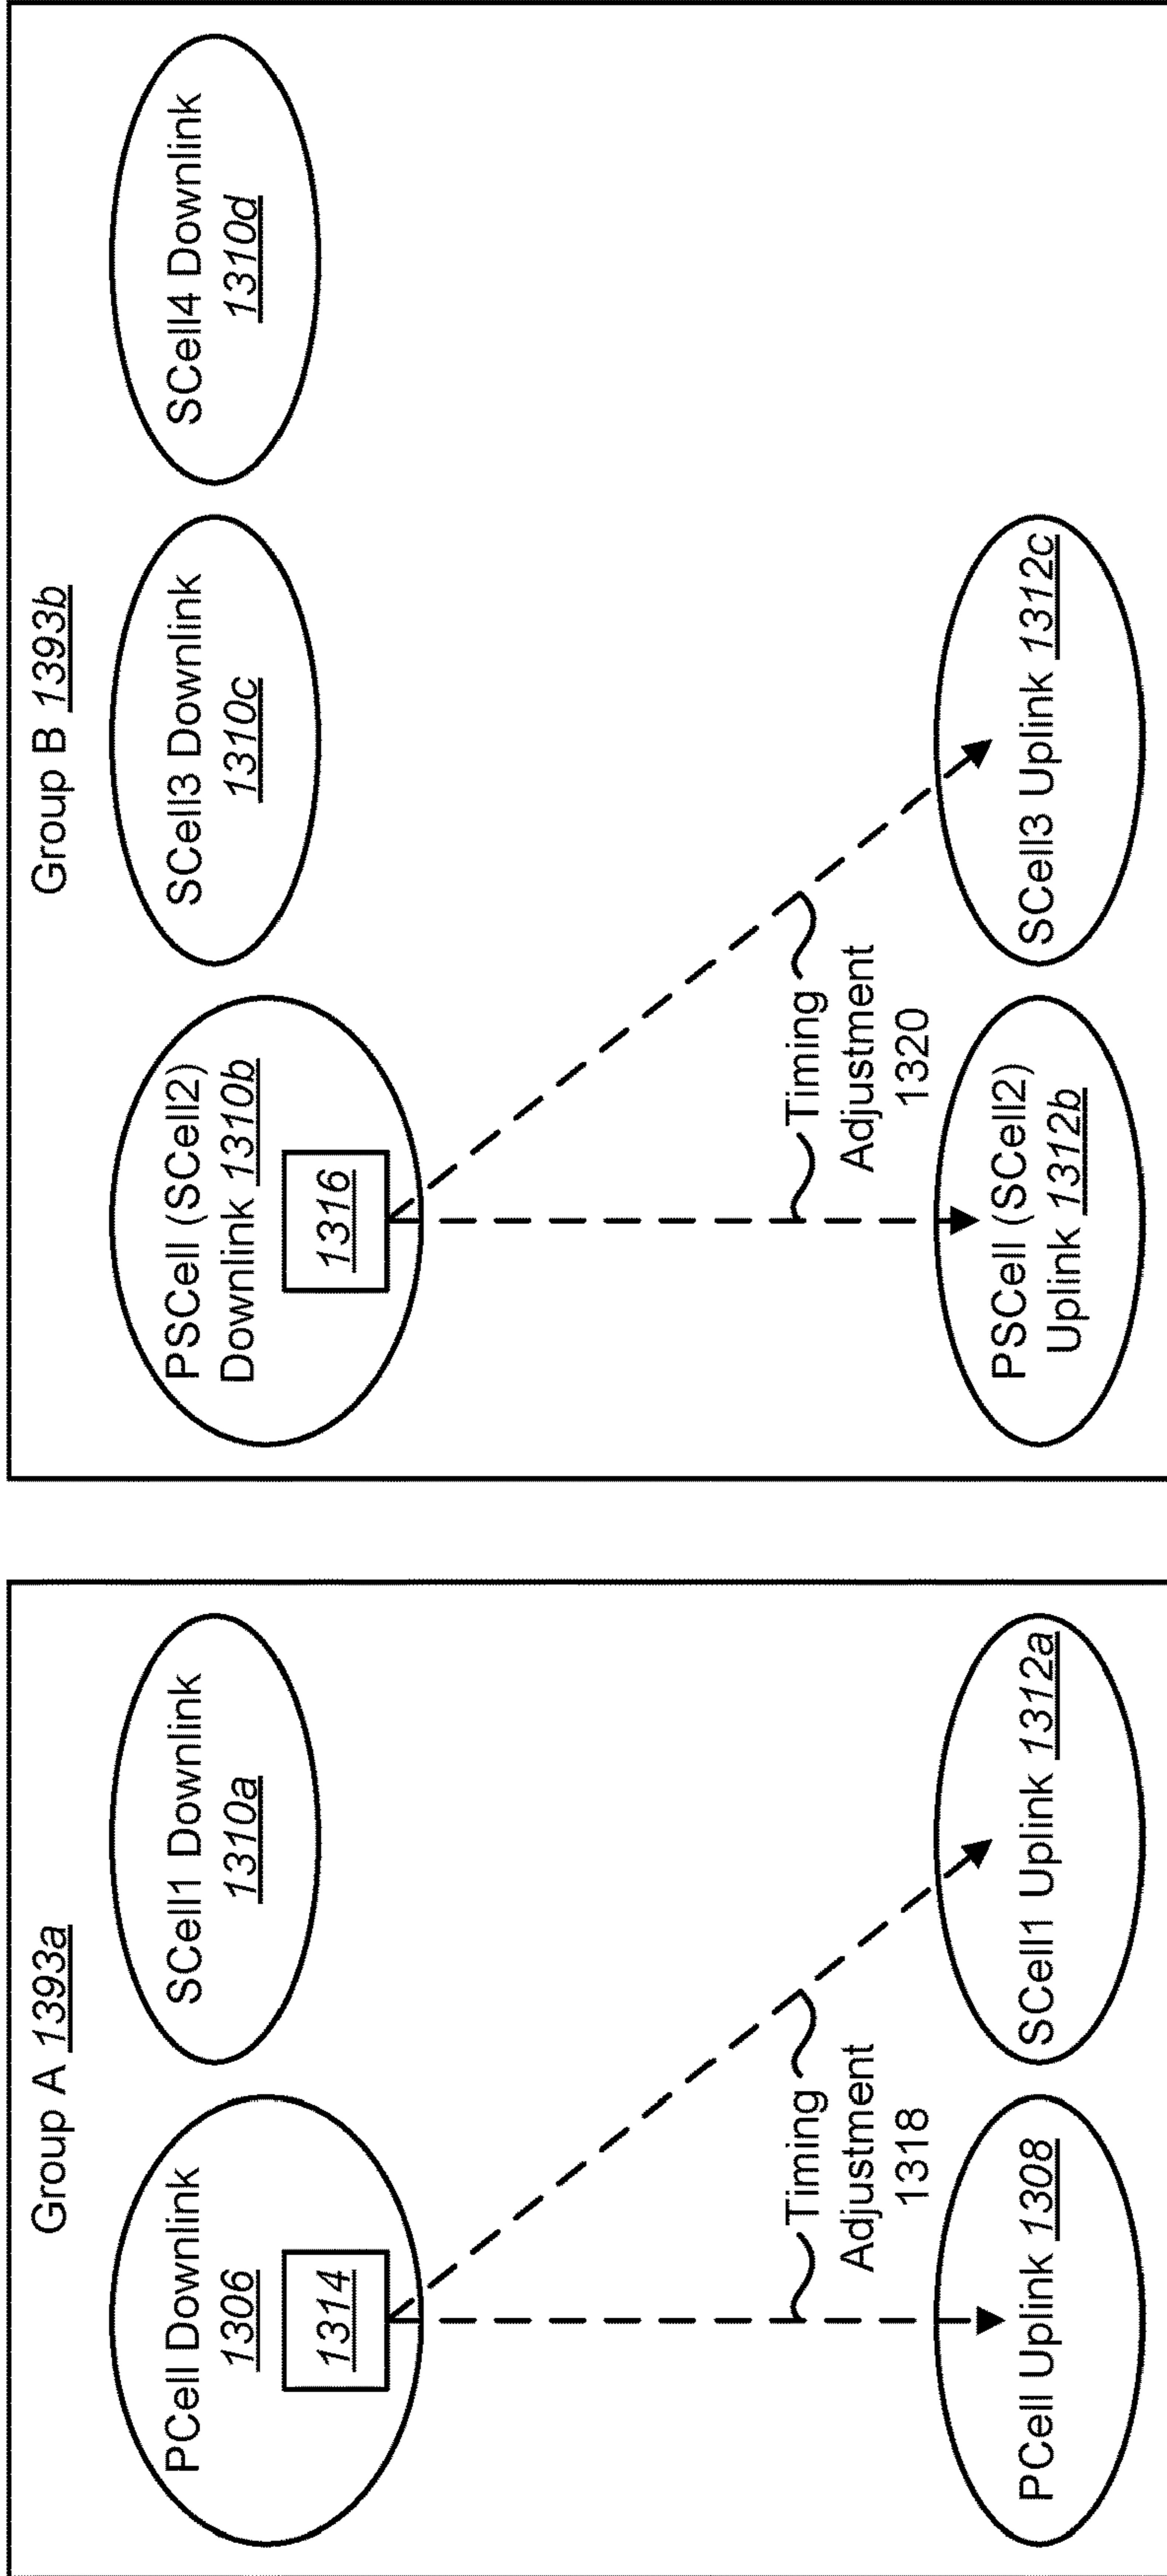 Group A 1393a
PCell Downlink
1306
1314
SCell1 Downlink
1310a
Timing
Adjustment
1318
PCell Uplink 1308
SCell1 Uplink 1312a
Group B 1393b
PSCell (SCell2)
Downlink 1310b
1316
SCell3 Downlink
1310c
SCell4 Downlink
1310d
Timing
Adjustment
1320
PSCell (SCell2)
Uplink 1312b
SCell3 Uplink 1312c